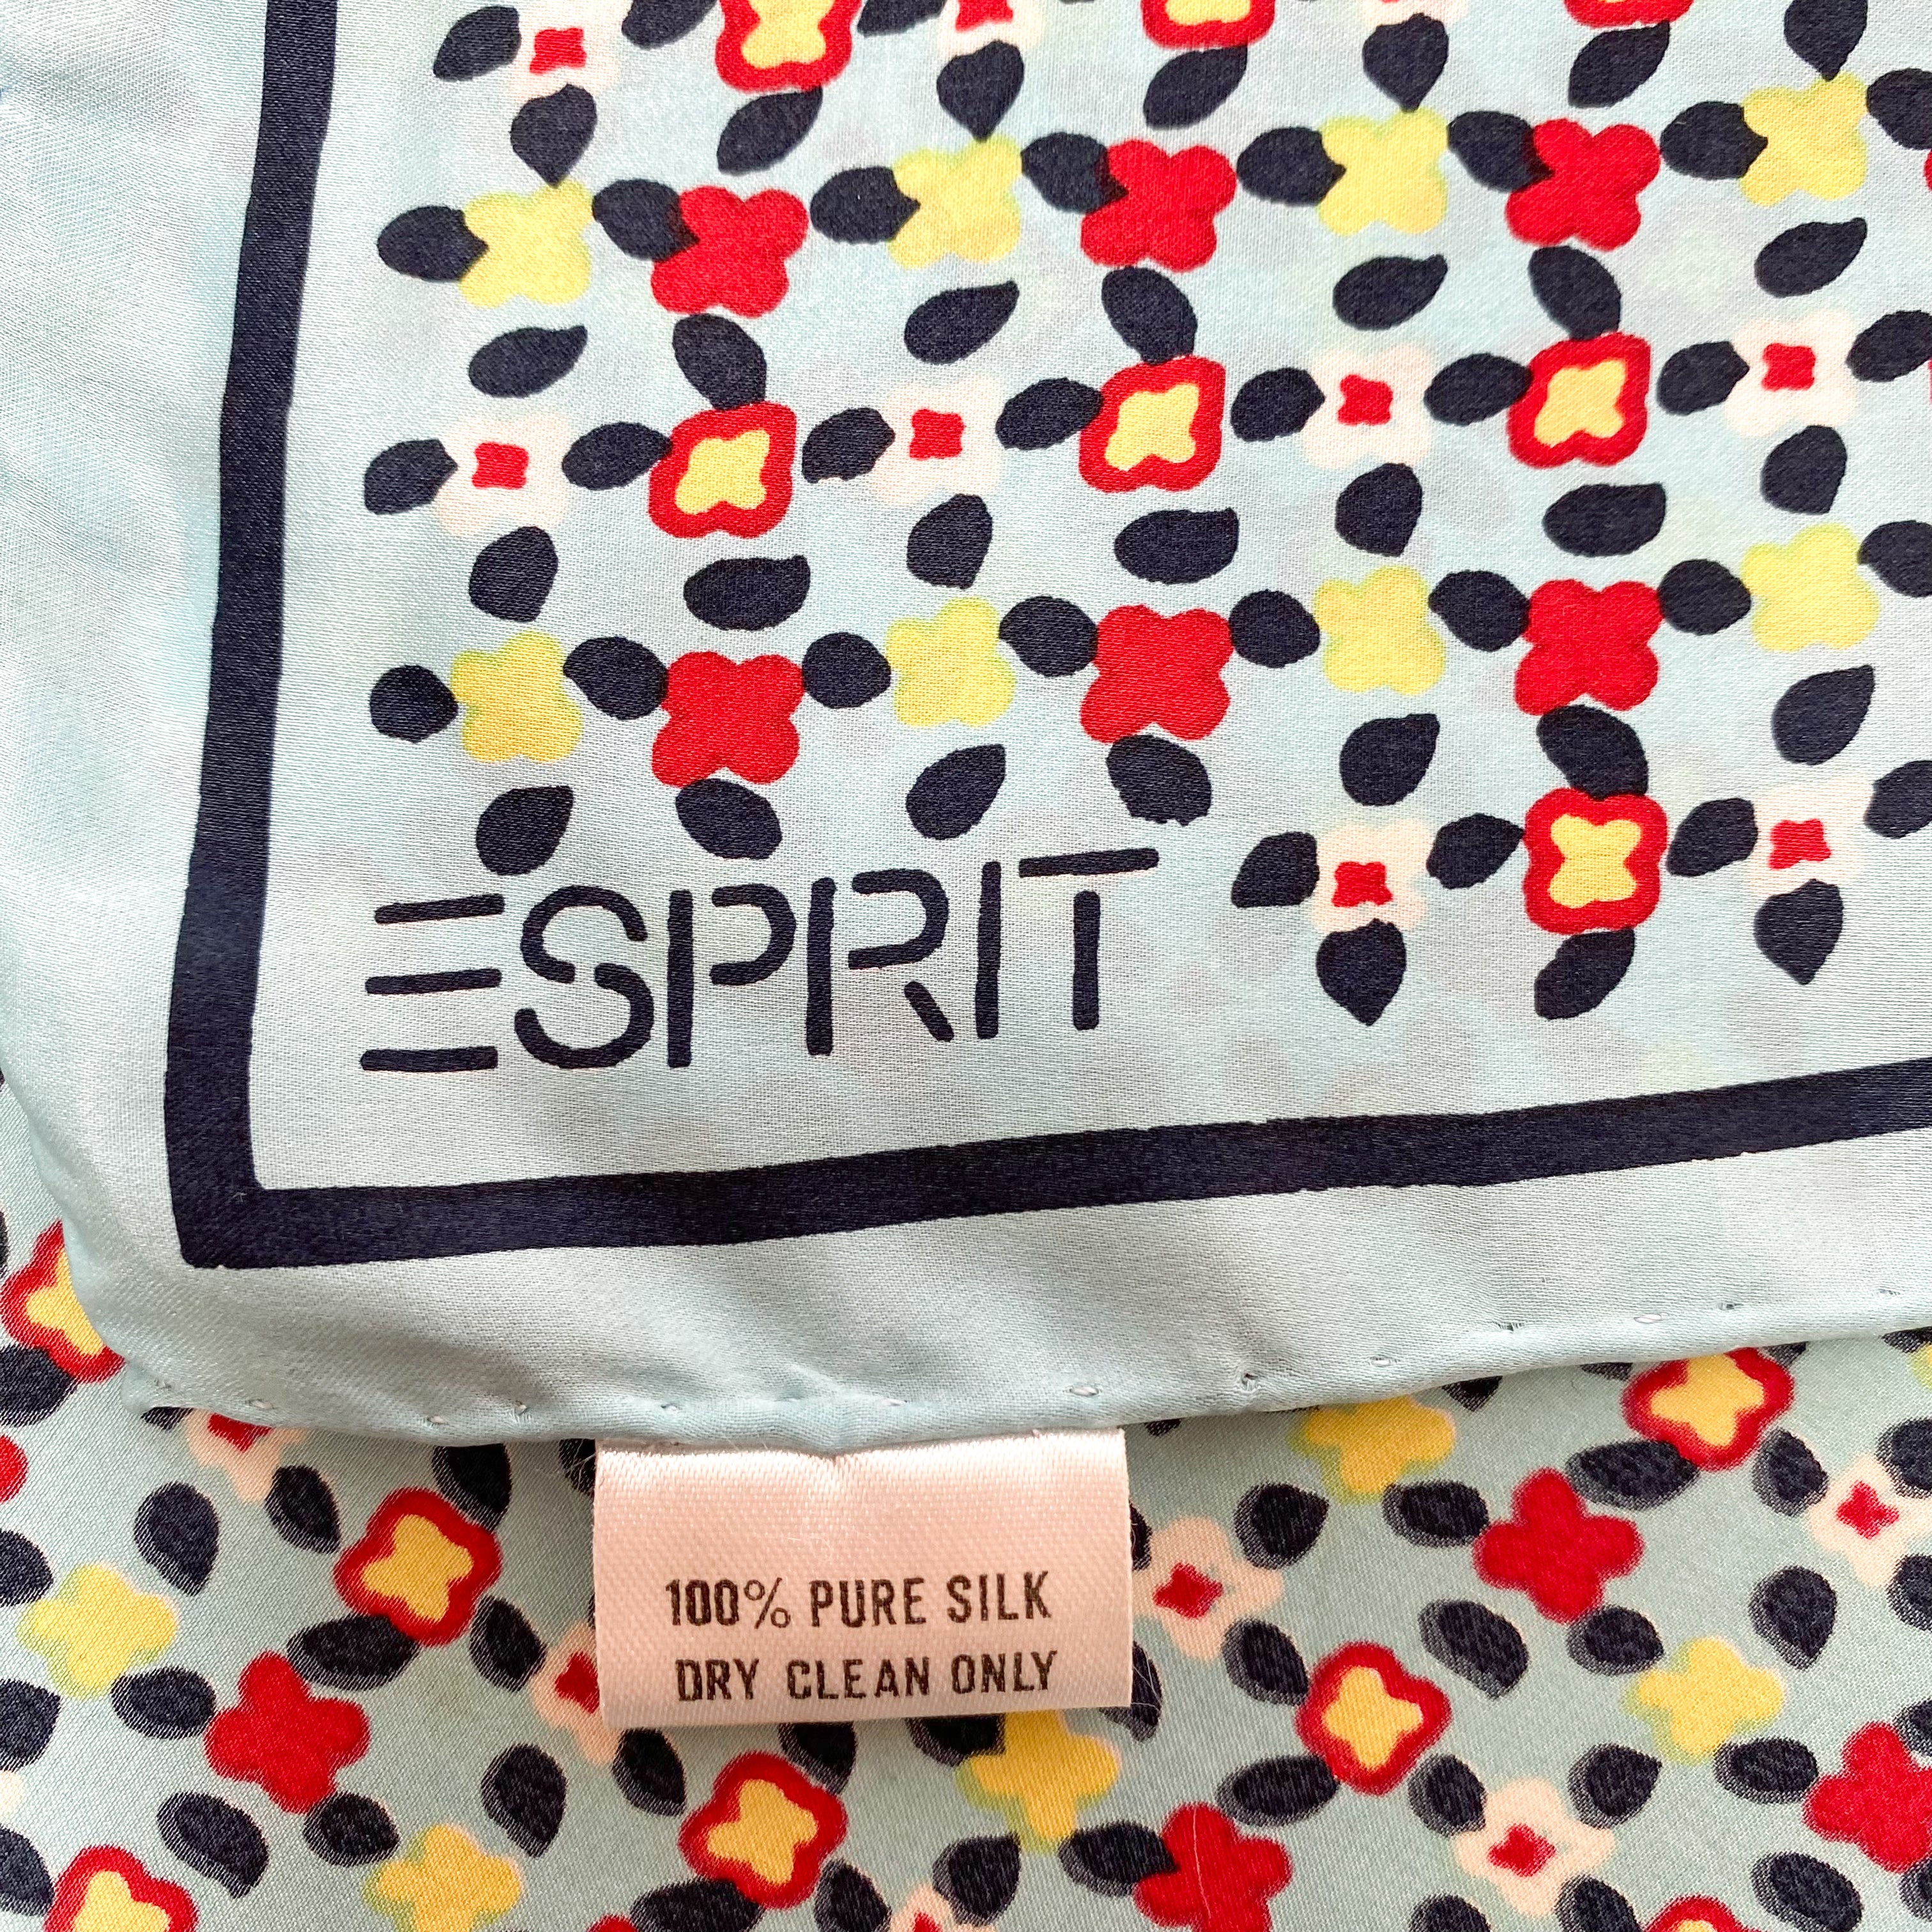 ESPRIT
100% PURE SILK
DRY CLEAN ONLY